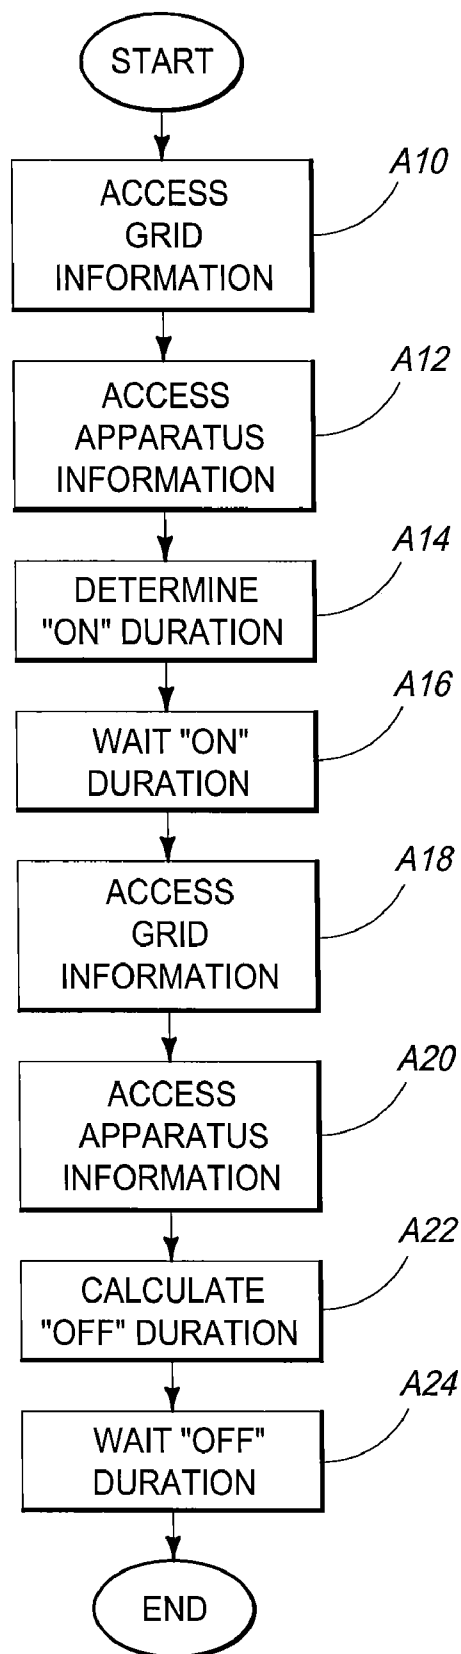 START
A10
ACCESS
GRID
INFORMATION
A12
ACCESS
APPARATUS
INFORMATION
A14
DETERMINE
"ON" DURATION
A16
WAIT "ON"
DURATION
A18
ACCESS
GRID
INFORMATION
A20
ACCESS
APPARATUS
INFORMATION
A22
CALCULATE
"OFF" DURATION
A24
WAIT "OFF"
DURATION
END